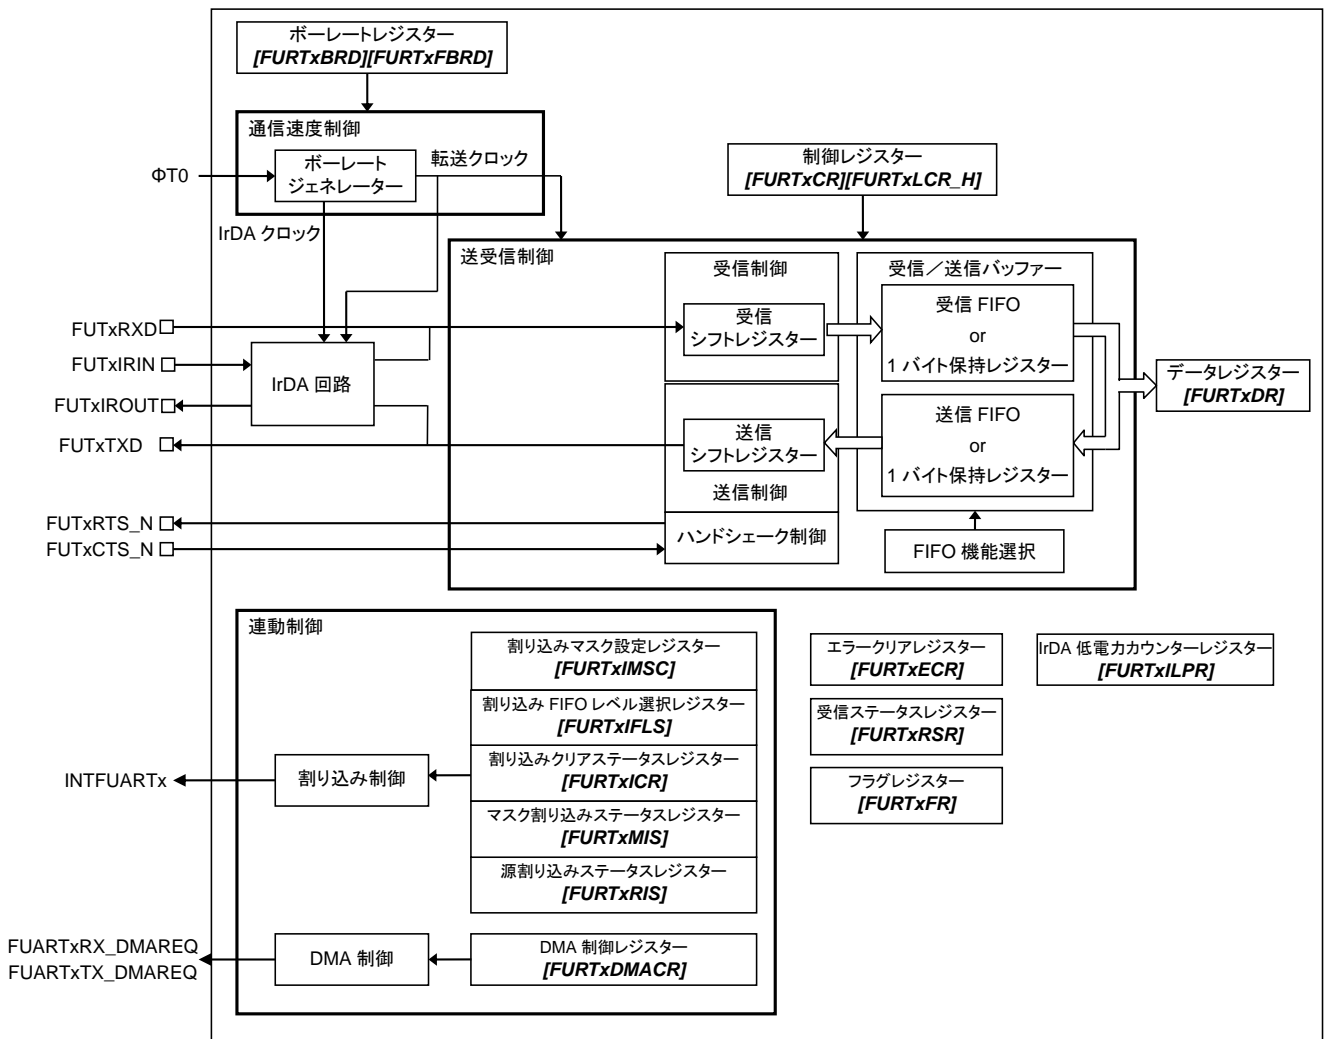 ボーレートレジスター
[FURTxBRD][FURTxFBRD]
通信速度制御
ボーレート
ジェネレーター
転送クロック
ΦT0
IrDA クロック
制御レジスター
[FURTxCR][FURTxLCR_H]
送受信制御
受信制御
受信
シフトレジスター
受信／送信バッファー
受信 FIFO
or
1 バイト保持レジスター
FUTxRXD
FUTxIRIN
FUTxIROUT
FUTxTXD
IrDA 回路
データレジスター
[FURTxDR]
送信
シフトレジスター
送信制御
送信 FIFO
or
1 バイト保持レジスター
FUTxRTS_N
FUTxCTS_N
ハンドシェーク制御
FIFO 機能選択
連動制御
割り込みマスク設定レジスター
[FURTxIMSC]
割り込み FIFO レベル選択レジスター
[FURTxIFLS]
割り込みクリアステータスレジスター
[FURTxICR]
マスク割り込みステータスレジスター
[FURTxMIS]
源割り込みステータスレジスター
[FURTxRIS]
INTFUARTx
割り込み制御
エラークリアレジスター
[FURTxECR]
IrDA 低電力カウンターレジスター
[FURTxILPR]
受信ステータスレジスター
[FURTxRSR]
フラグレジスター
[FURTxFR]
FUARTxRX_DMAREQ
FUARTxTX_DMAREQ
DMA 制御
DMA 制御レジスター
[FURTxDMACR]